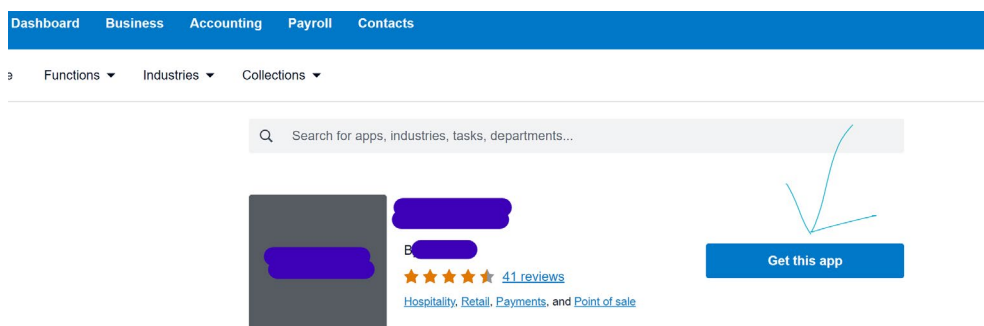 Dashboard Business Accounting Payroll Contacts
Functions Industries Collections
Search for apps, industries, tasks, departments...
41 reviews
Get this app
Hospitality, Retail, Payments, and Point of sale